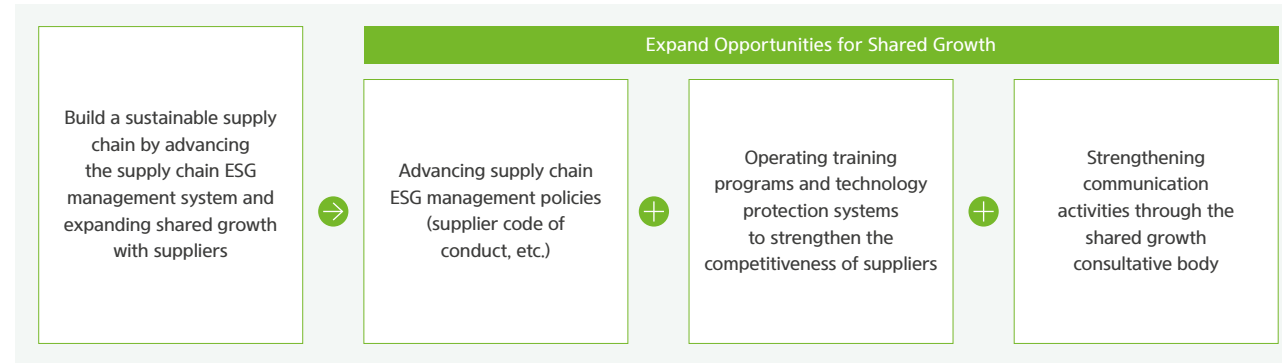 Expand Opportunities for Shared Growth
Build a sustainable supply
chain by advancing
the supply chain ESG
management system and
expanding shared growth
with suppliers
Advancing supply chain
ESG management policies
(supplier code of
conduct, etc.)
Operating training
programs and technology
protection systems
to strengthen the
competitiveness of suppliers
Strengthening
communication
activities through the
shared growth
consultative body